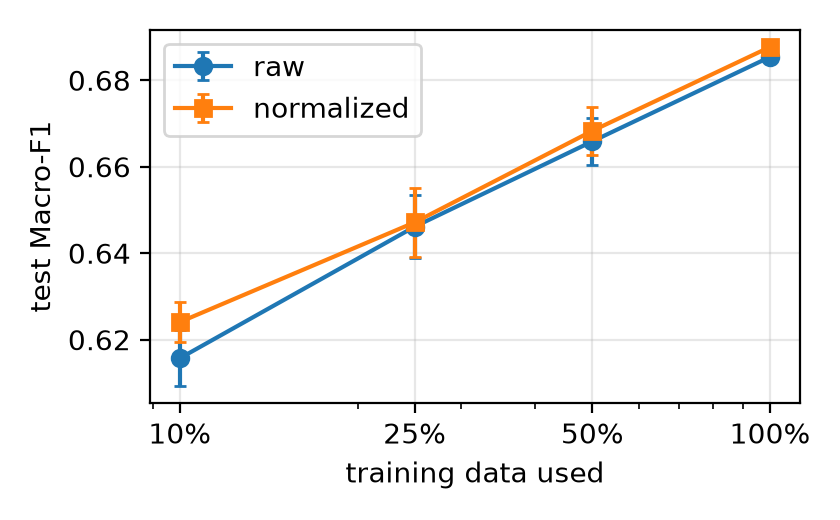 raw
normalized
0.68
0.66
0.64
0.62
test Macro-F1
10% 25% 50% 100%
training data used